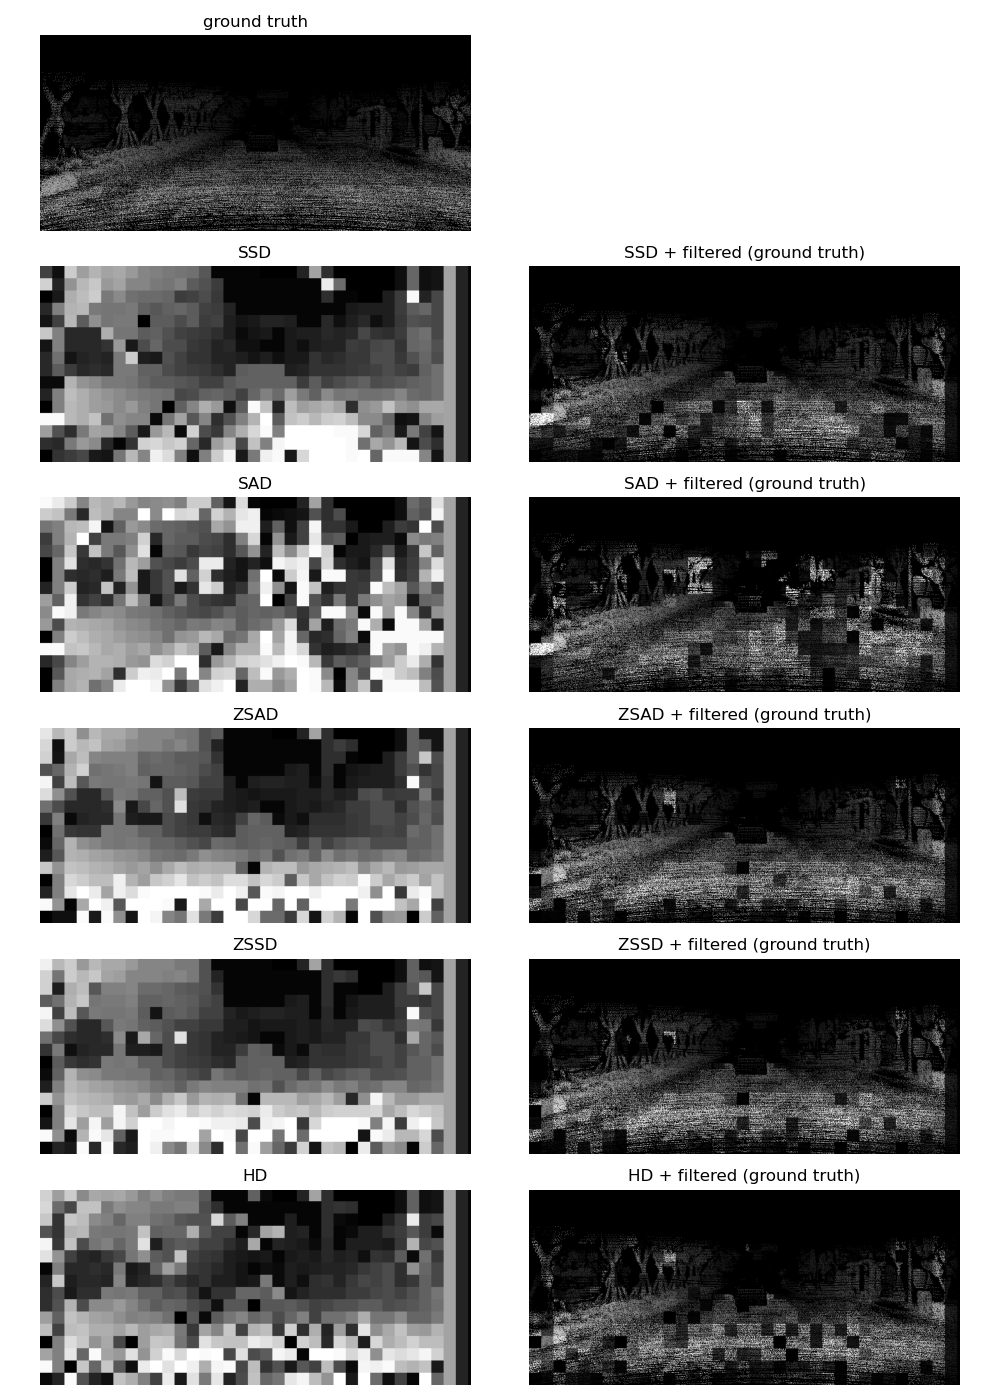 ground truth
SSD
SSD + filtered (ground truth)
SAD
SAD + filtered (ground truth)
ZSAD
ZSAD + filtered (ground truth)
ZSSD
ZSSD + filtered (ground truth)
HD
HD + filtered (ground truth)